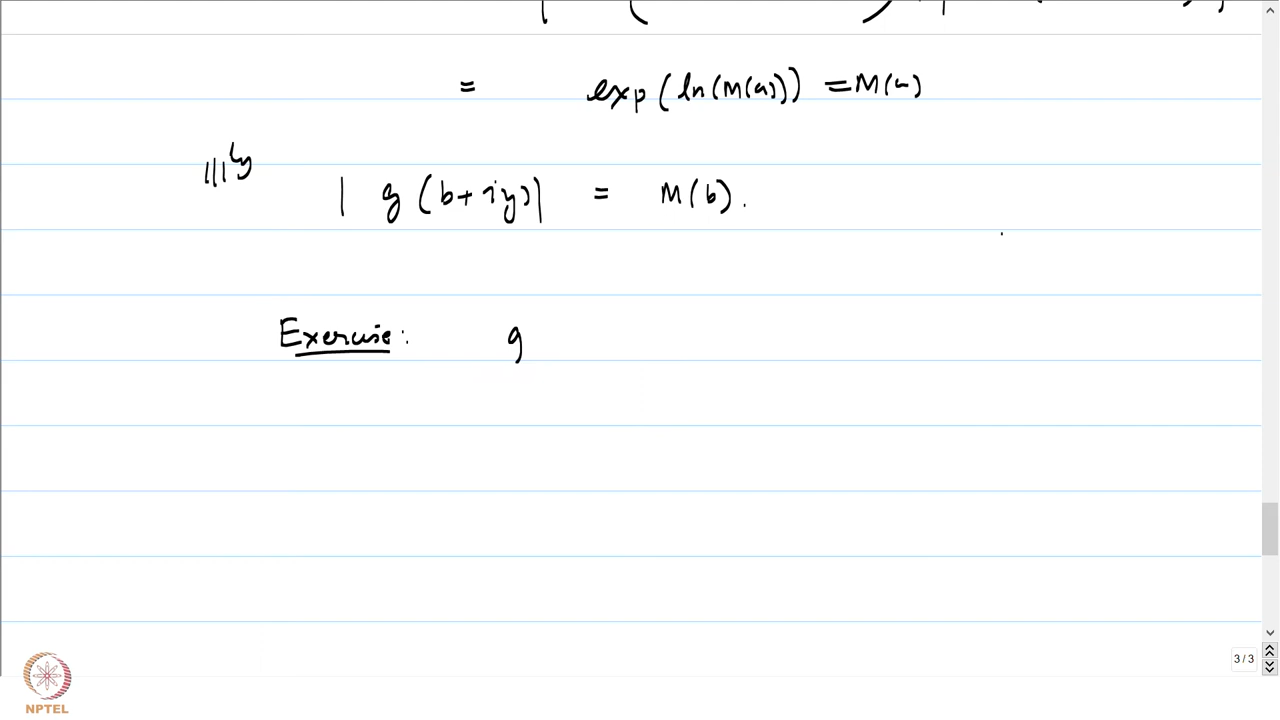 = exp(ln(M(a))) = M(a)
|||ly | g(b+iy)| = M(b).
Exercise: g
3 / 3
NPTEL